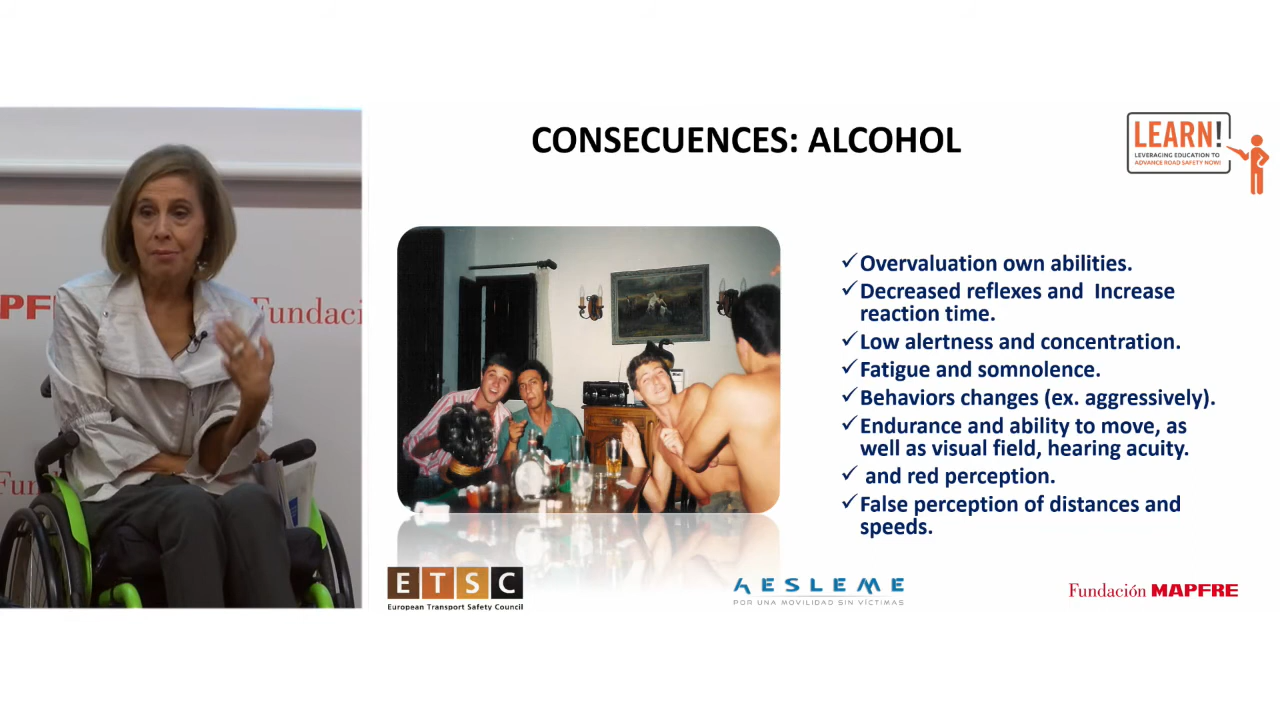 CONSECUENCES: ALCOHOL
LEARN!
LEVERAGING EDUCATION TO
ADVANCE ROAD SAFETY NOW!
PF
Fundaci
Fun
✓Overvaluation own abilities.
✓Decreased reflexes and Increase
reaction time.
✓Low alertness and concentration.
✓Fatigue and somnolence.
✓Behaviors changes (ex. aggressively).
✓Endurance and ability to move, as
well as visual field, hearing acuity.
✓ and red perception.
✓False perception of distances and
speeds.
ETSC
European Transport Safety Council
AESLEME
POR UNA MOVILIDAD SIN VÍCTIMAS
Fundación MAPFRE